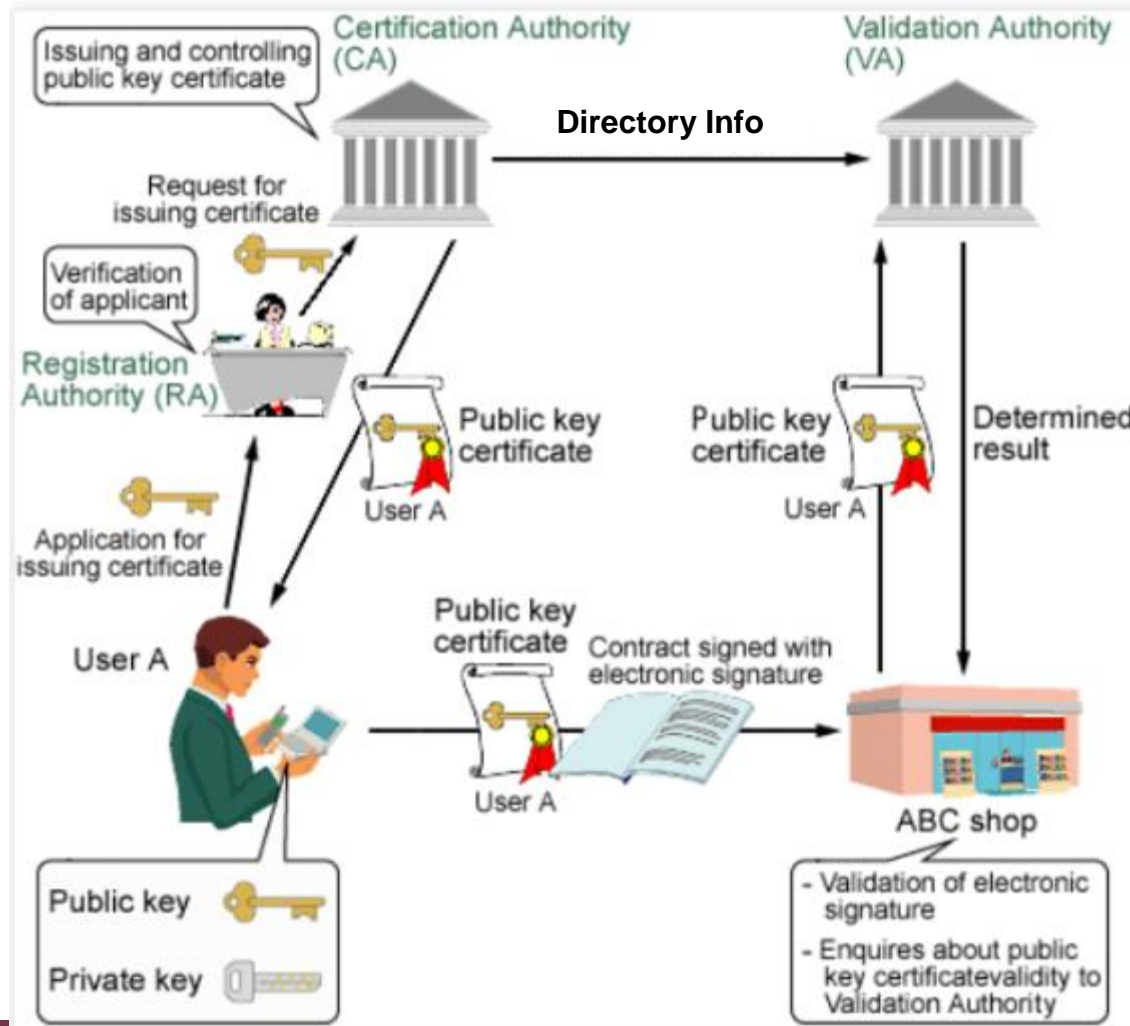 Certification Authority
(CA)
Validation Authority
(VA)
Issuing and controlling
public key certificate
Directory Info
Request for
issuing certificate
Verification
of applicant
Registration
Authority (RA)
Public key
certificate
User A
Public key
certificate
User A
Determined
result
Application for
issuing certificate
User A
Public key
certificate
User A
Contract signed with
electronic signature
ABC shop
Public key
Private key
- Validation of electronic
signature
- Enquires about public
key certificatevalidity to
Validation Authority